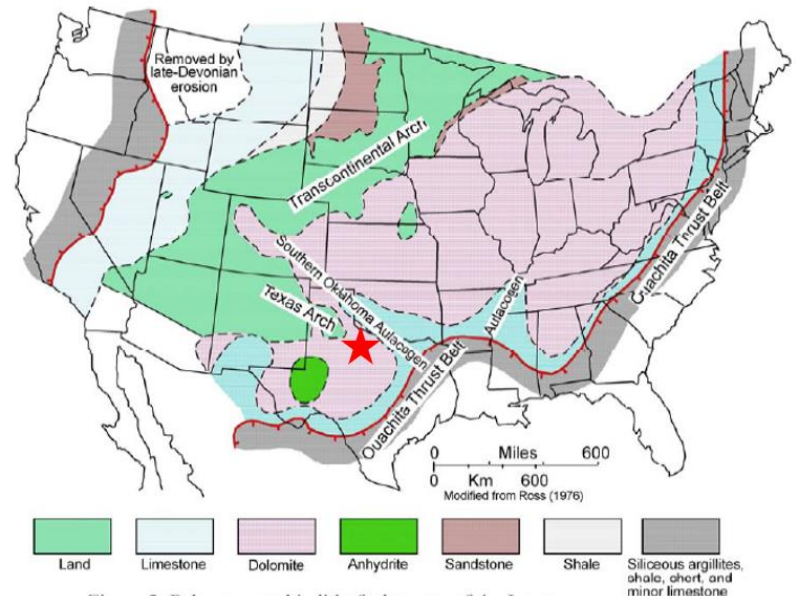 Removed by
late-Devonian
erosion
Transcontinental Arch
Southern Oklahoma Aulacogen
Texas Arch
Aulacogen
Ouachita Thrust Belt
Ouachita Thrust Belt
0 Miles 600
0 Km 600
Modified from Ross (1976)
Land
Limestone
Dolomite
Anhydrite
Sandstone
Shale
Siliceous argillites,
shale, chert, and
minor limestone